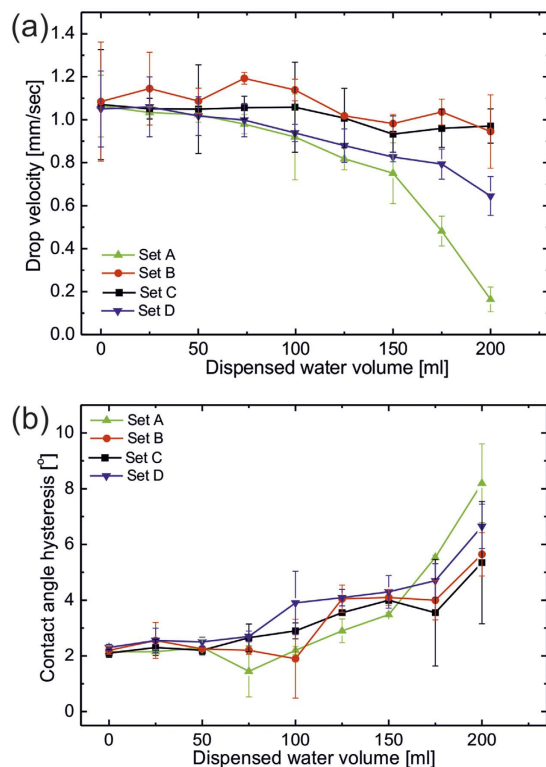 (a)
Drop velocity [mm/sec]
1.4
1.2
1.0
0.8
0.6
0.4
0.2
0.0
Set A
Set B
Set C
Set D
0 50 100 150 200
Dispensed water volume [ml]
(b)
Contact angle hysteresis [°]
10
8
6
4
2
0
Set A
Set B
Set C
Set D
0 50 100 150 200
Dispensed water volume [ml]